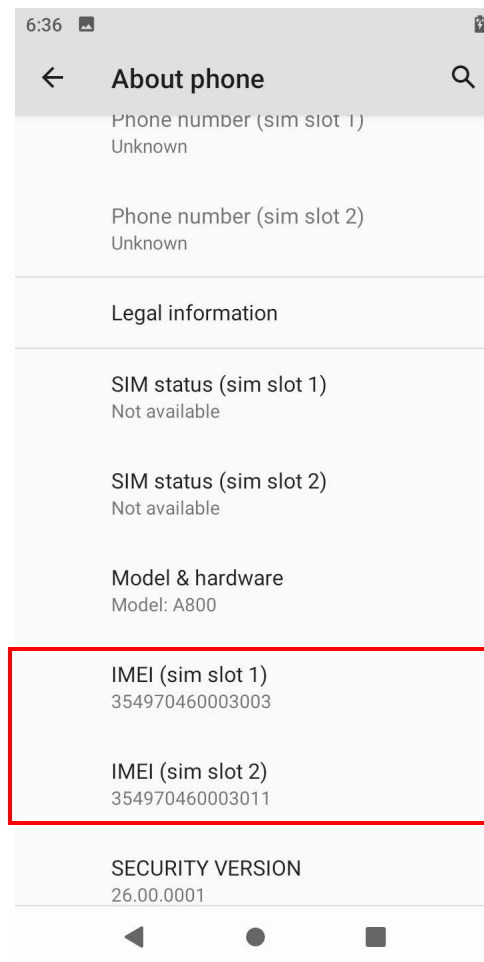 6:36
About phone
Phone number (sim slot 1)
Unknown
Phone number (sim slot 2)
Unknown
Legal information
SIM status (sim slot 1)
Not available
SIM status (sim slot 2)
Not available
Model & hardware
Model: A800
IMEI (sim slot 1)
354970460003003
IMEI (sim slot 2)
354970460003011
SECURITY VERSION
26.00.0001